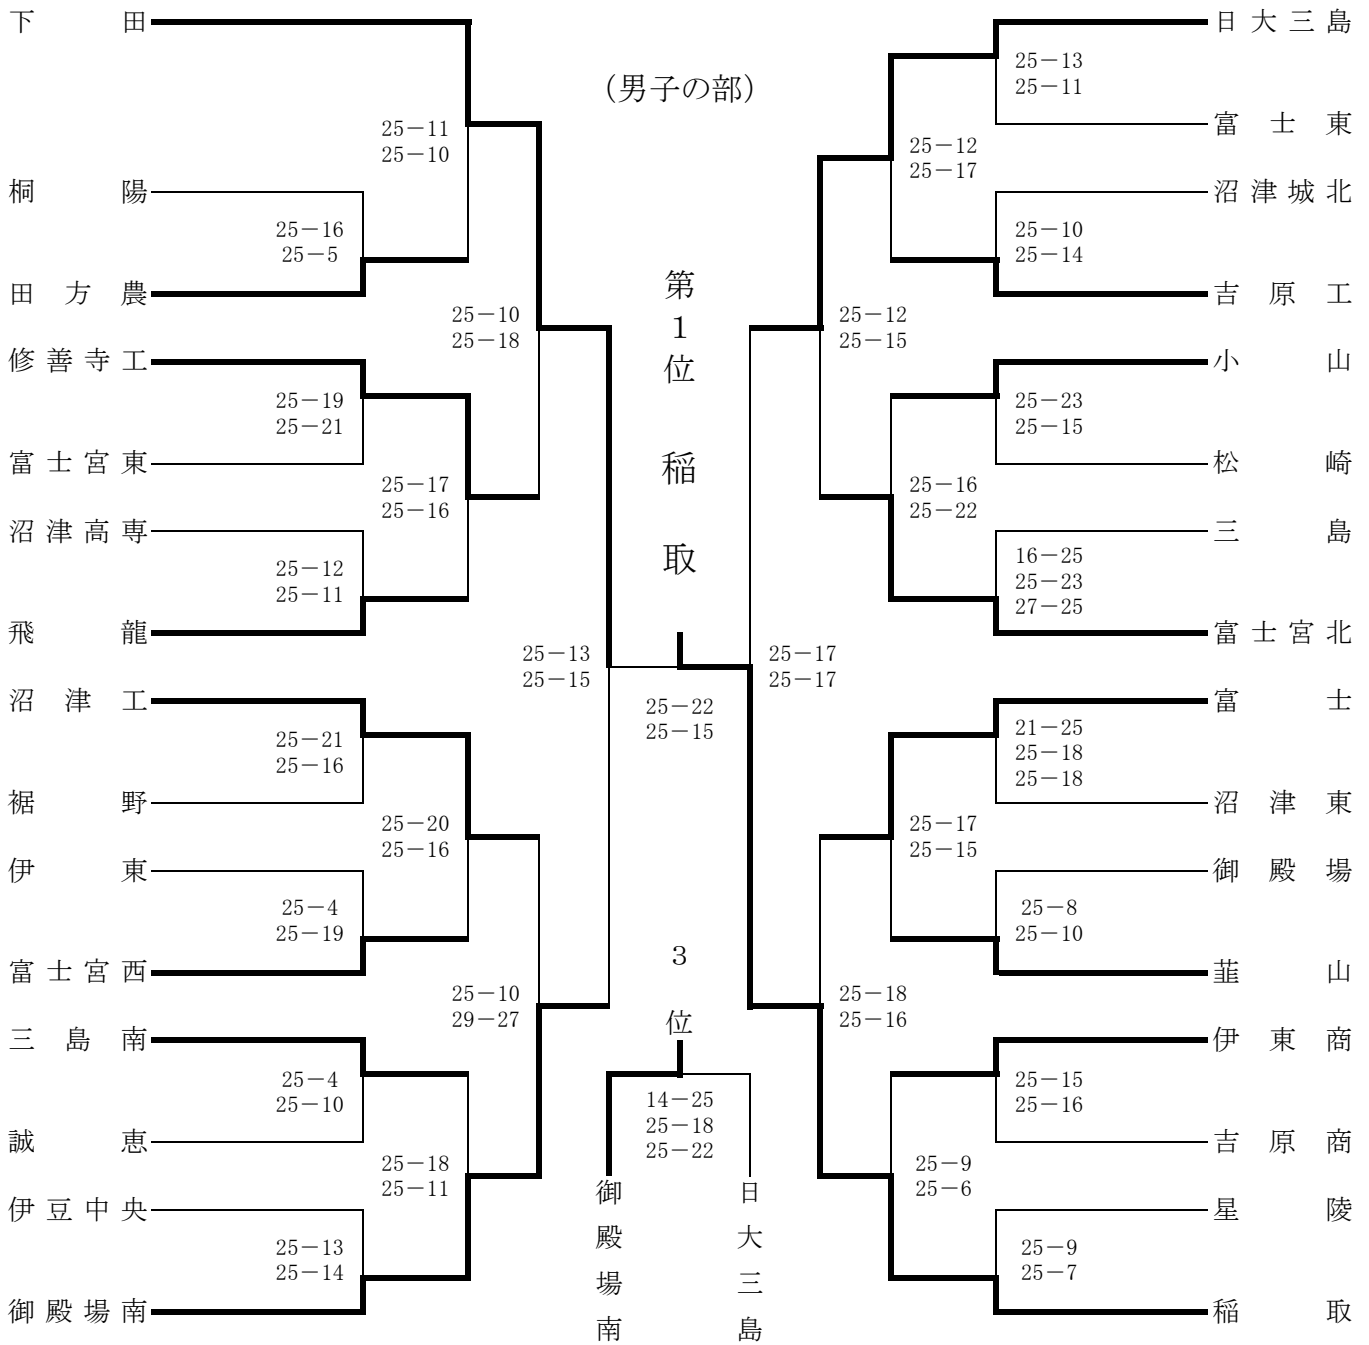 下田
日大三島
(男子の部)
25-13
25-11
富士東
25-11
25-10
25-12
25-17
桐陽
沼津城北
25-16
25-5
25-10
25-14
田方農
吉原工
第1位 稲取
25-10
25-18
25-12
25-15
修善寺工
小山
25-19
25-21
25-23
25-15
富士宮東
松崎
25-17
25-16
25-16
25-22
沼津高専
三島
25-12
25-11
16-25
25-23
27-25
飛龍
富士宮北
25-13
25-15
25-17
25-17
沼津工
富士
25-22
25-15
25-21
25-16
21-25
25-18
25-18
裾野
沼津東
25-20
25-16
25-17
25-15
伊東
御殿場
25-4
25-19
25-8
25-10
富士宮西
韮山
3位
25-10
29-27
25-18
25-16
三島南
伊東商
25-4
25-10
25-15
25-16
14-25
25-18
25-22
誠恵
吉原商
25-18
25-11
25-9
25-6
御殿場南
日大三島
伊豆中央
星陵
25-13
25-14
25-9
25-7
御殿場南
稲取